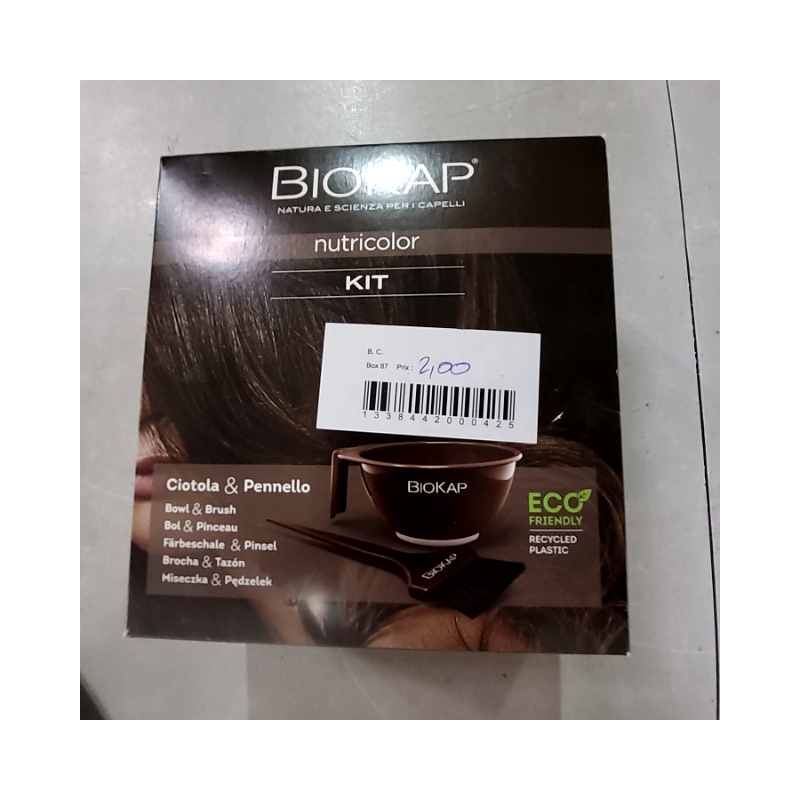 BIOKAP®
NATURA E SCIENZA PER I CAPELLI
nutricolor
KIT
B. C.
Box 87 Prix : 2,00
1338442000425
Ciotola & Pennello
Bowl & Brush
Bol & Pinceau
Färbeschale & Pinsel
Brocha & Tazón
Miseczka & Pędzelek
BIOKAP
BIOKAP
ECO
FRIENDLY
RECYCLED
PLASTIC